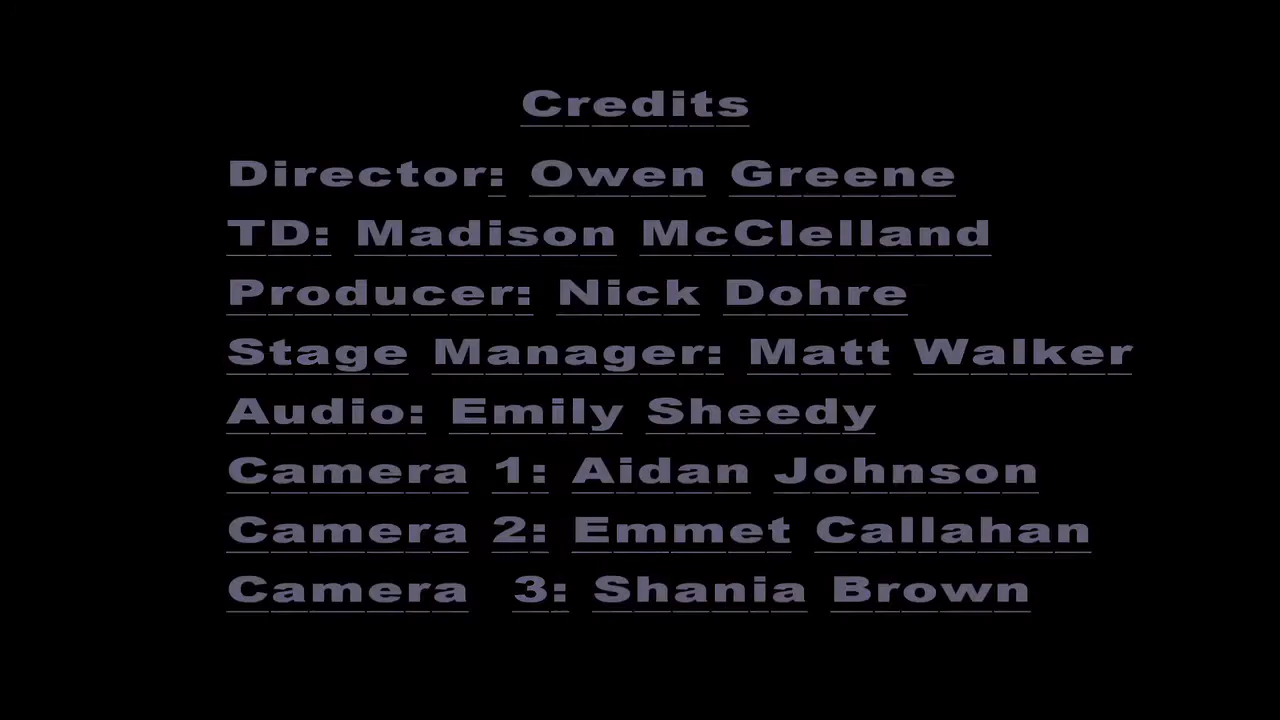 Credits
Director: Owen Greene
TD: Madison McClelland
Producer: Nick Dohre
Stage Manager: Matt Walker
Audio: Emily Sheedy
Camera 1: Aidan Johnson
Camera 2: Emmet Callahan
Camera  3: Shania Brown